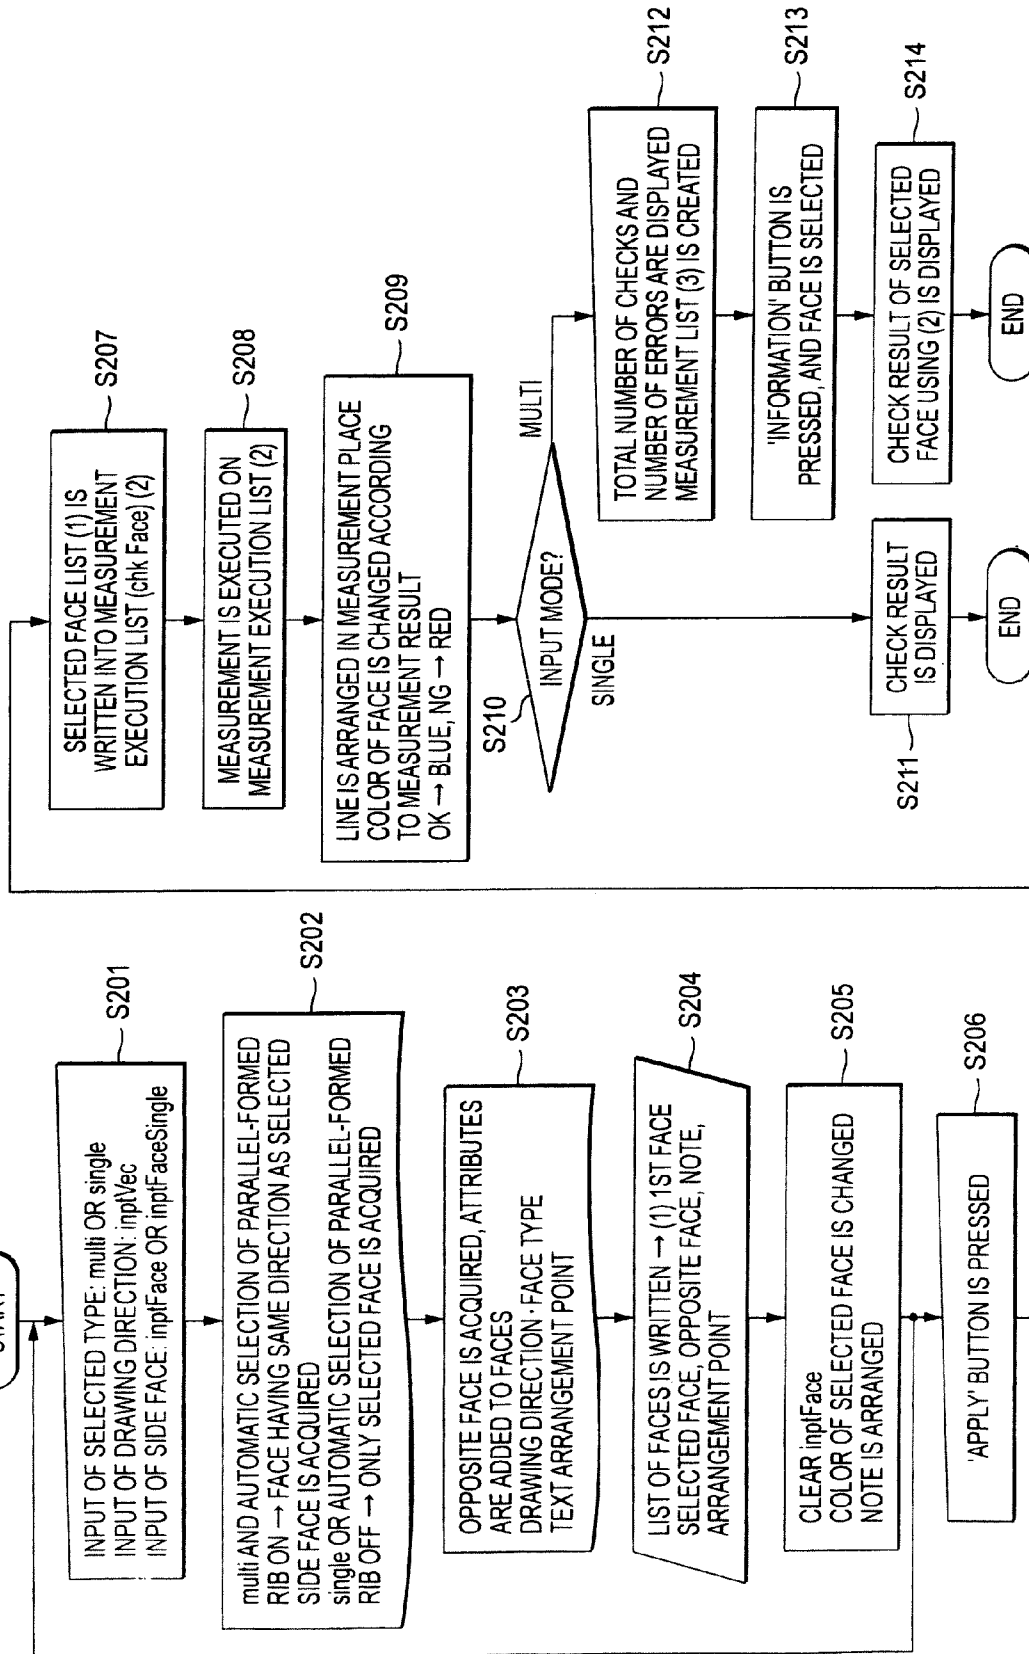 START
INPUT OF SELECTED TYPE: multi OR single
INPUT OF DRAWING DIRECTION: inptVec
INPUT OF SIDE FACE: inptFace OR inptFaceSingle
S201
multi AND AUTOMATIC SELECTION OF PARALLEL-FORMED
RIB ON → FACE HAVING SAME DIRECTION AS SELECTED
SIDE FACE IS ACQUIRED
single OR AUTOMATIC SELECTION OF PARALLEL-FORMED
RIB OFF → ONLY SELECTED FACE IS ACQUIRED
S202
OPPOSITE FACE IS ACQUIRED, ATTRIBUTES
ARE ADDED TO FACES
DRAWING DIRECTION · FACE TYPE
TEXT ARRANGEMENT POINT
S203
LIST OF FACES IS WRITTEN → (1) 1ST FACE
SELECTED FACE, OPPOSITE FACE, NOTE,
ARRANGEMENT POINT
S204
CLEAR inptFace
COLOR OF SELECTED FACE IS CHANGED
NOTE IS ARRANGED
S205
'APPLY' BUTTON IS PRESSED
S206
SELECTED FACE LIST (1) IS
WRITTEN INTO MEASUREMENT
EXECUTION LIST (chk Face) (2)
S207
MEASUREMENT IS EXECUTED ON
MEASUREMENT EXECUTION LIST (2)
S208
LINE IS ARRANGED IN MEASUREMENT PLACE
COLOR OF FACE IS CHANGED ACCORDING
TO MEASUREMENT RESULT
OK → BLUE, NG → RED
S209
INPUT MODE?
S210
MULTI
SINGLE
CHECK RESULT
IS DISPLAYED
S211
END
TOTAL NUMBER OF CHECKS AND
NUMBER OF ERRORS ARE DISPLAYED
MEASUREMENT LIST (3) IS CREATED
S212
'INFORMATION' BUTTON IS
PRESSED, AND FACE IS SELECTED
S213
CHECK RESULT OF SELECTED
FACE USING (2) IS DISPLAYED
S214
END